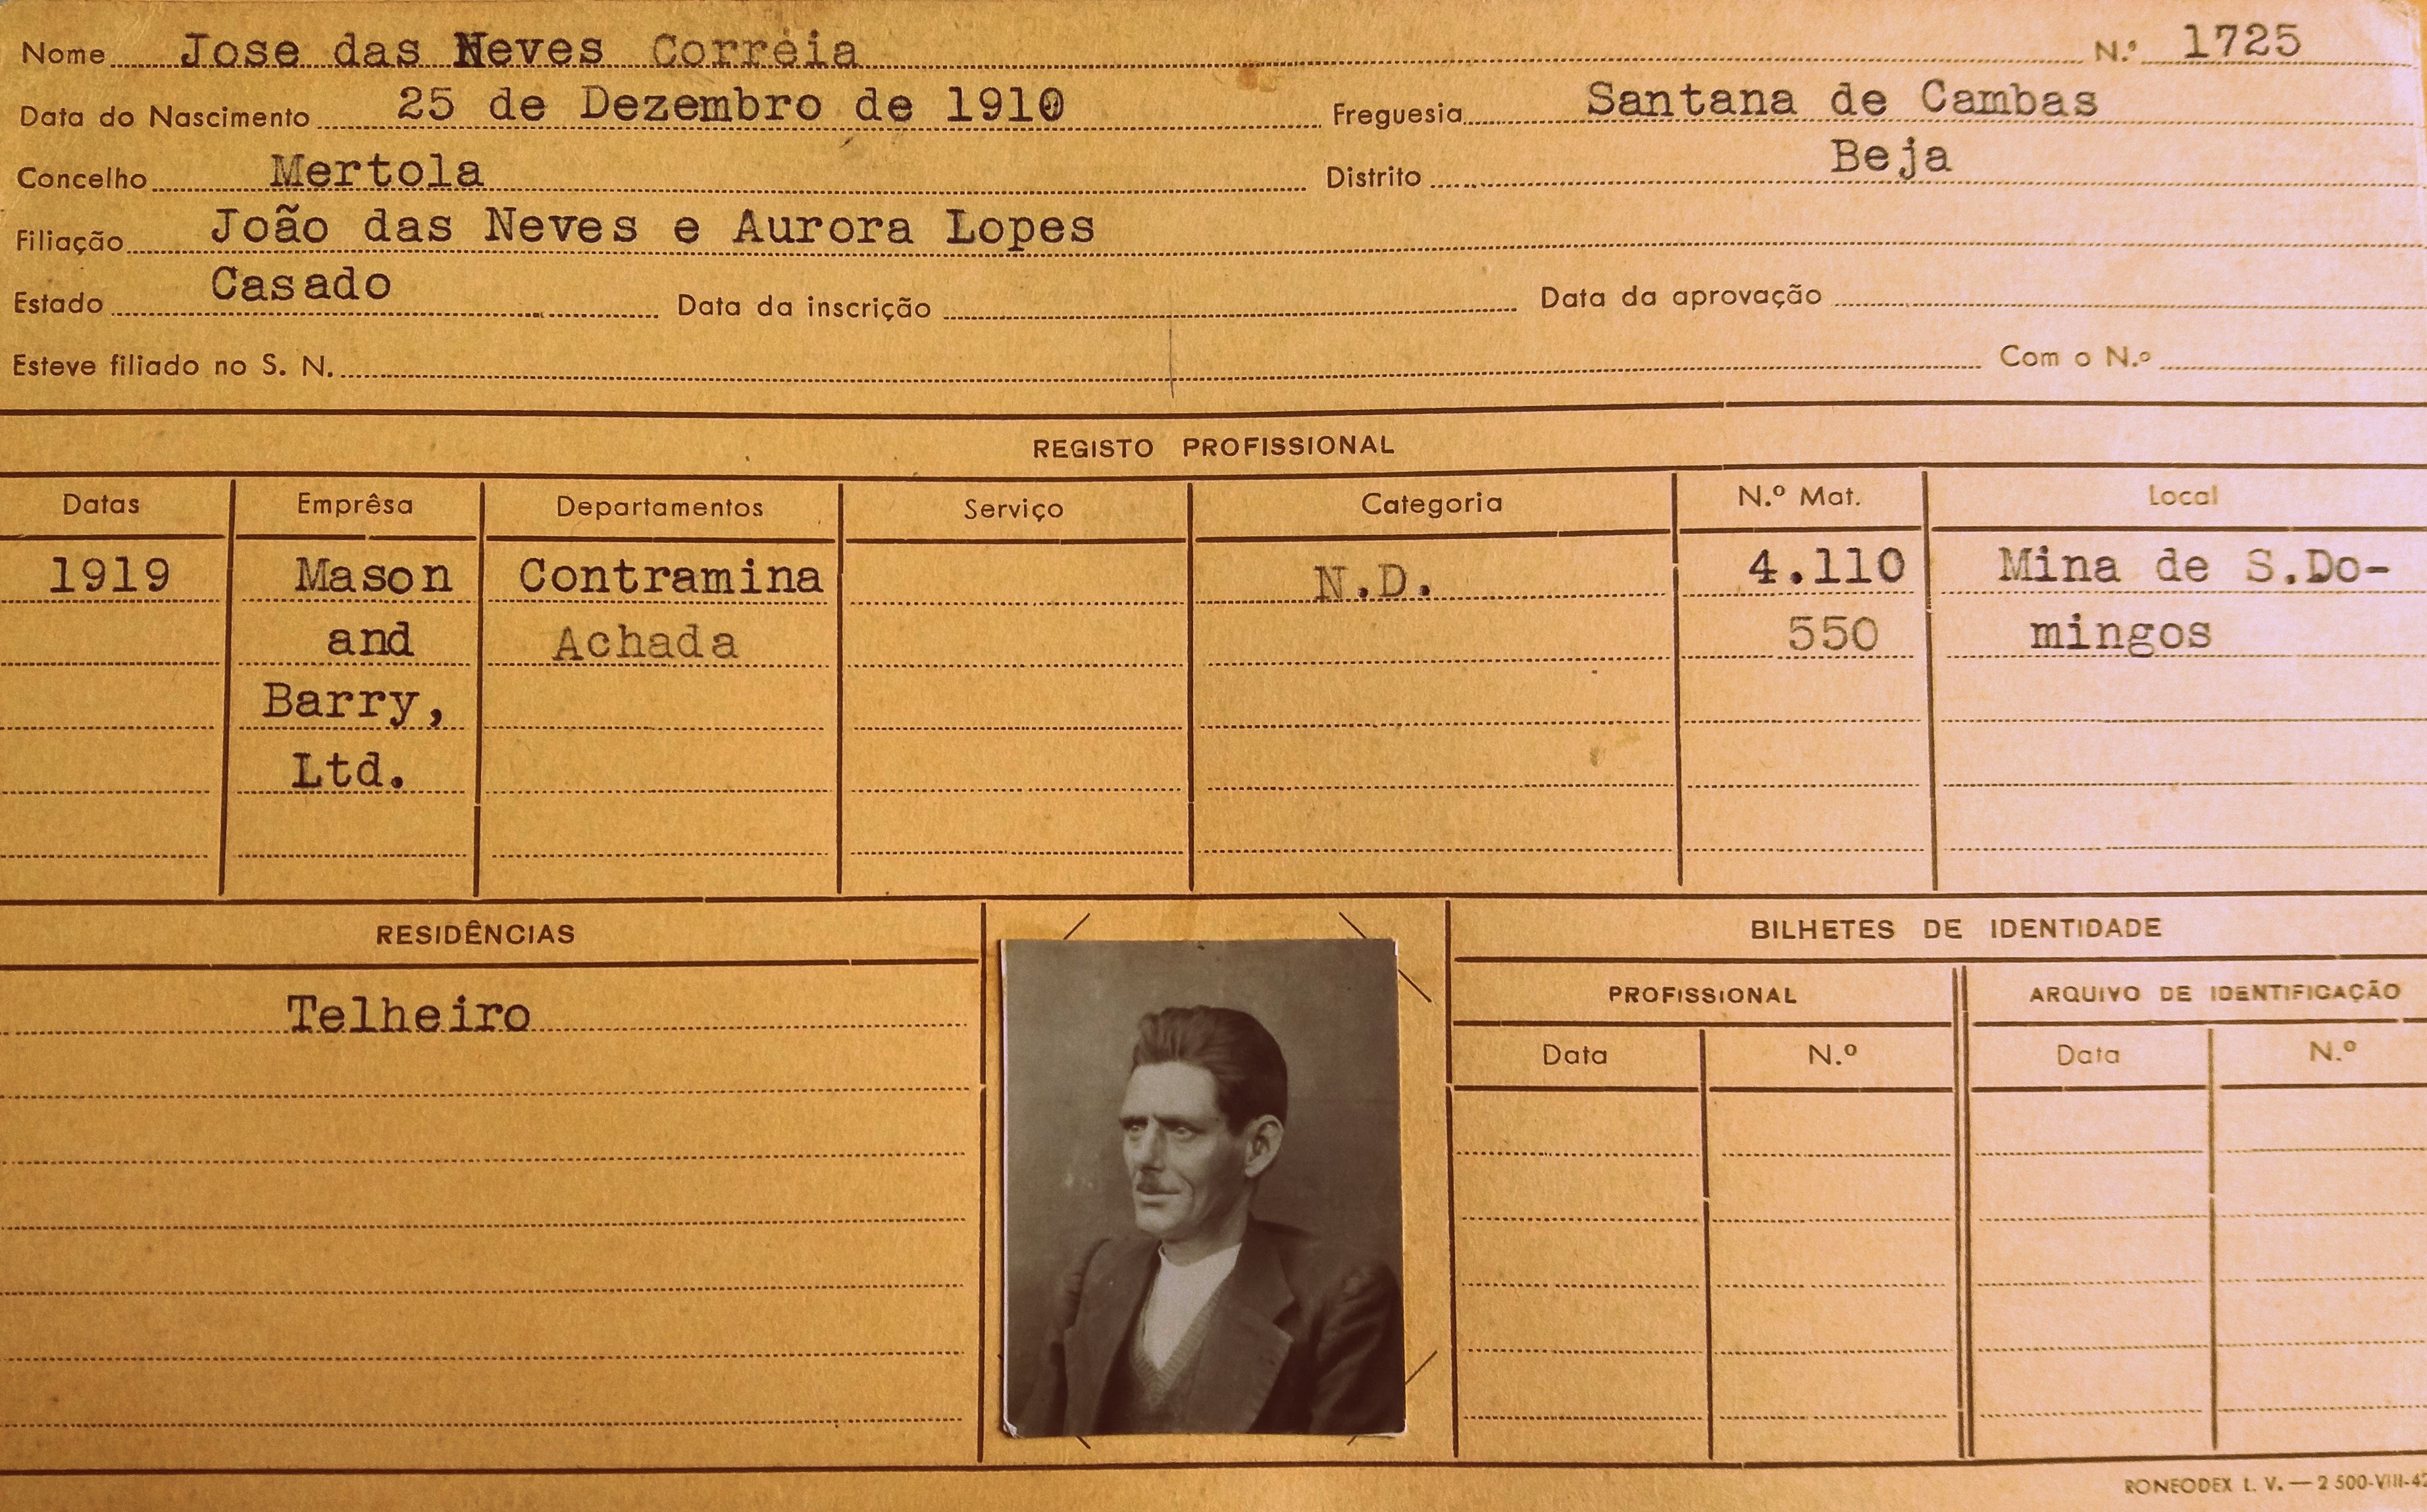 Nome Jose das Neves Correia N.º 1725
Data do Nascimento 25 de Dezembro de 1910 Freguesia Santana de Cambas
Concelho Mertola Distrito Beja
Filiação João das Neves e Aurora Lopes
Estado Casado Data da inscrição Data da aprovação
Esteve filiado no S. N. Com o N.º
REGISTO PROFISSIONAL
Datas Emprêsa Departamentos Serviço Categoria N.º Mat. Local
1919 Mason Contramina N.D. 4.110 Mina de S.Do-
and Achada 550 mingos
Barry,
Ltd.
RESIDÊNCIAS BILHETES DE IDENTIDADE
PROFISSIONAL ARQUIVO DE IDENTIFICAÇÃO
Telheiro
Data N.º Data N.º
RONEODEX L. V. — 2 500-VIII-42